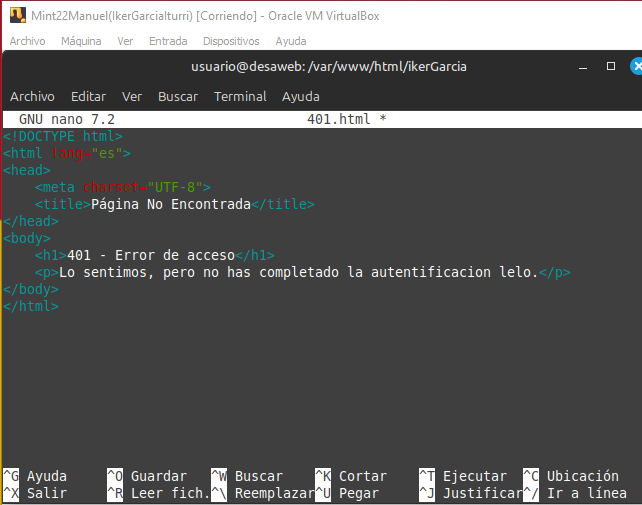 Mint22Manuel(IkerGarciaIturri) [Corriendo] - Oracle VM VirtualBox
Archivo Máquina Ver Entrada Dispositivos Ayuda
usuario@desaweb: /var/www/html/ikerGarcia
Archivo Editar Ver Buscar Terminal Ayuda
GNU nano 7.2 401.html *
<!DOCTYPE html>
<html lang="es">
<head>
    <meta charset="UTF-8">
    <title>Página No Encontrada</title>
</head>
<body>
    <h1>401 - Error de acceso</h1>
    <p>Lo sentimos, pero no has completado la autentificacion lelo.</p>
</body>
</html>
^G Ayuda ^O Guardar ^W Buscar ^K Cortar ^T Ejecutar ^C Ubicación
^X Salir ^R Leer fich. ^\ Reemplazar ^U Pegar ^J Justificar ^/ Ir a línea